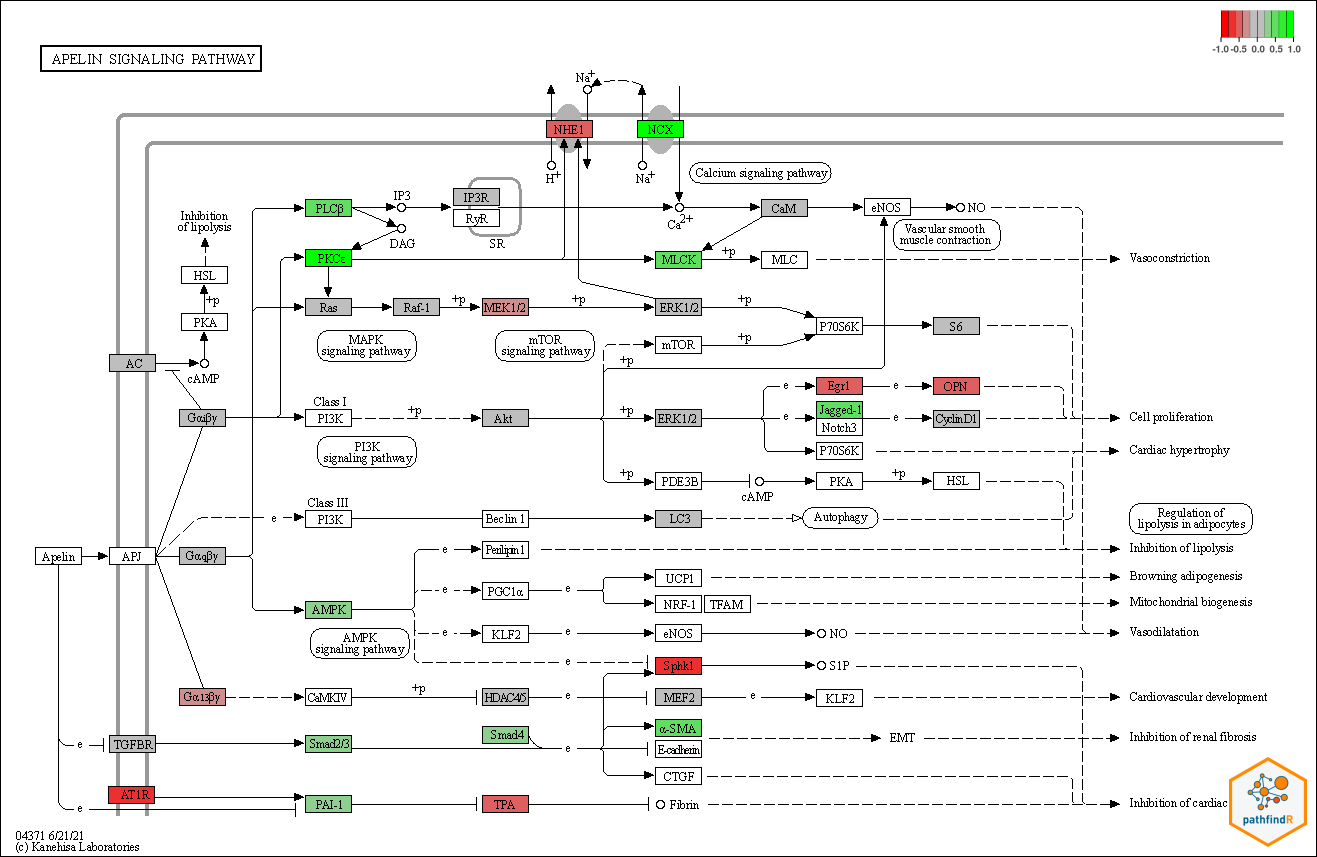 -1.0 -0.5 0.0 0.5 1.0
APELIN SIGNALING PATHWAY
Na+
NHE1
NCX
H+
Na+
Calcium signaling pathway
IP3
IP3R
PLCβ
RyR
CaM
eNOS
NO
Ca2+
Inhibition
of lipolysis
DAG
SR
Vascular smooth
muscle contraction
PKCε
MLCK
+p
MLC
Vasoconstriction
HSL
+p
Ras
Raf-1
+p
MEK1/2
+p
ERK1/2
+p
PKA
P70S6K
S6
MAPK
signaling pathway
mTOR
signaling pathway
mTOR
+p
+p
AC
cAMP
e
Egr1
e
OPN
Class I
Gαiβγ
PI3K
+p
Akt
+p
ERK1/2
e
Jagged-1
Notch3
e
CyclinD1
Cell proliferation
PI3K
signaling pathway
P70S6K
Cardiac hypertrophy
+p
PDE3B
cAMP
PKA
+p
HSL
Class III
e
PI3K
Beclin 1
LC3
Autophagy
Regulation of
lipolysis in adipocytes
Apelin
APJ
Gαqβγ
e
Perilipin1
Inhibition of lipolysis
UCP1
Browning adipogenesis
e
PGC1α
e
NRF-1
TFAM
Mitochondrial biogenesis
AMPK
AMPK
signaling pathway
e
KLF2
e
eNOS
NO
Vasodilatation
e
Sphk1
S1P
Gα13βγ
CaMKIV
+p
HDAC4/5
e
MEF2
e
KLF2
Cardiovascular development
α-SMA
e
TGFBR
Smad2/3
Smad4
e
E-cadherin
EMT
Inhibition of renal fibrosis
CTGF
AT1R
e
PAI-1
TPA
Fibrin
Inhibition of cardiac
pathfindR
04371 6/21/21
(c) Kanehisa Laboratories